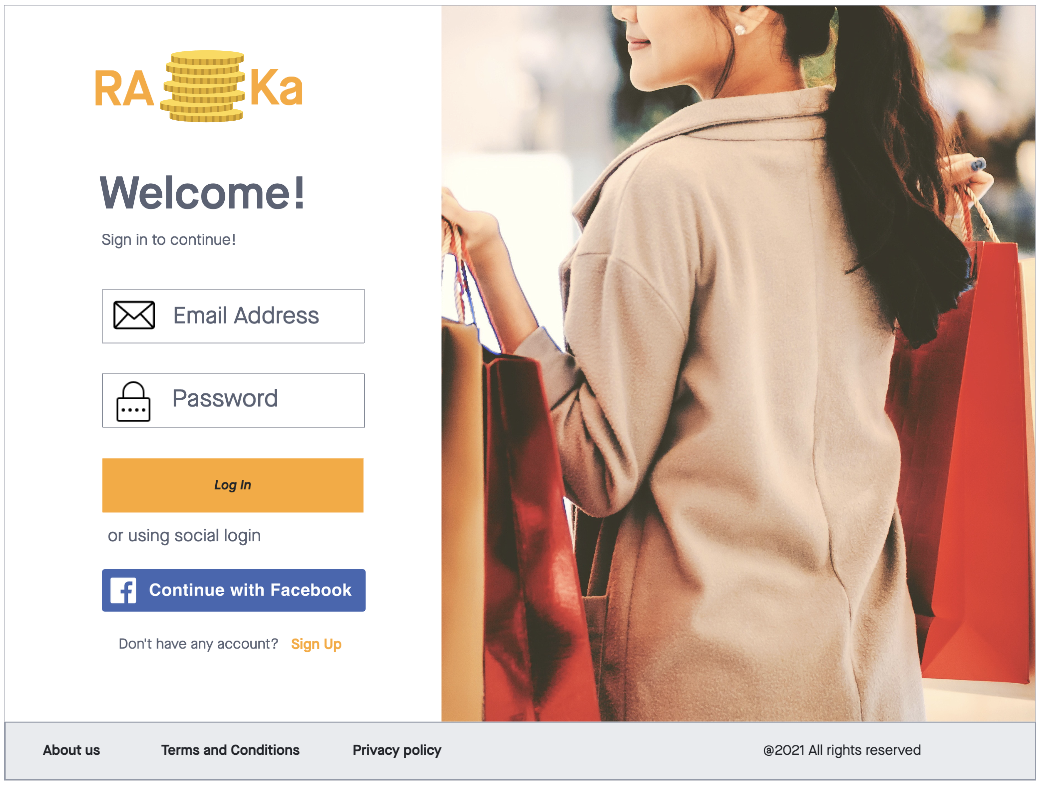 RA Ka
Welcome!
Sign in to continue!
Email Address
Password
Log In
or using social login
f Continue with Facebook
Don't have any account? Sign Up
About us Terms and Conditions Privacy policy @2021 All rights reserved